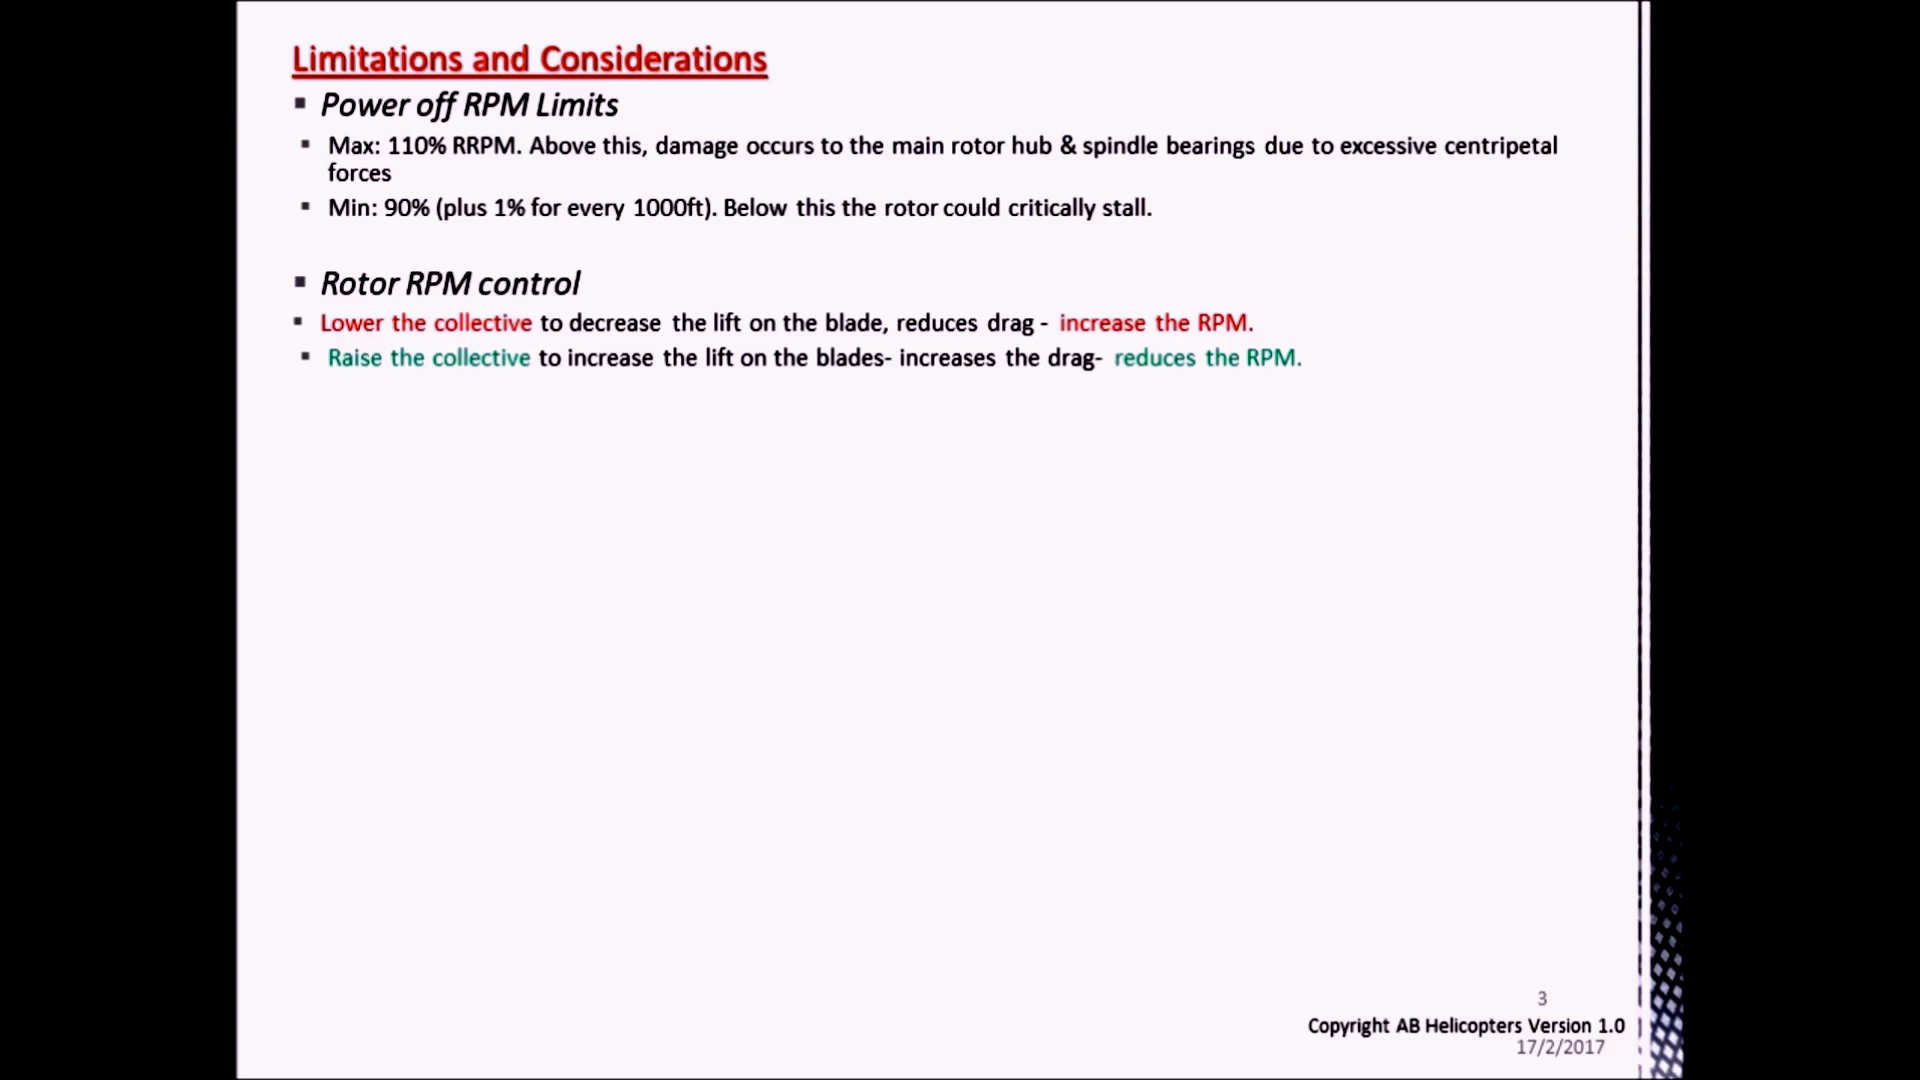 Limitations and Considerations
▪ Power off RPM Limits
▪ Max: 110% RRPM. Above this, damage occurs to the main rotor hub & spindle bearings due to excessive centripetal
forces
▪ Min: 90% (plus 1% for every 1000ft). Below this the rotor could critically stall.
▪ Rotor RPM control
▪ Lower the collective to decrease the lift on the blade, reduces drag - increase the RPM.
▪ Raise the collective to increase the lift on the blades- increases the drag- reduces the RPM.
3
Copyright AB Helicopters Version 1.0
17/2/2017